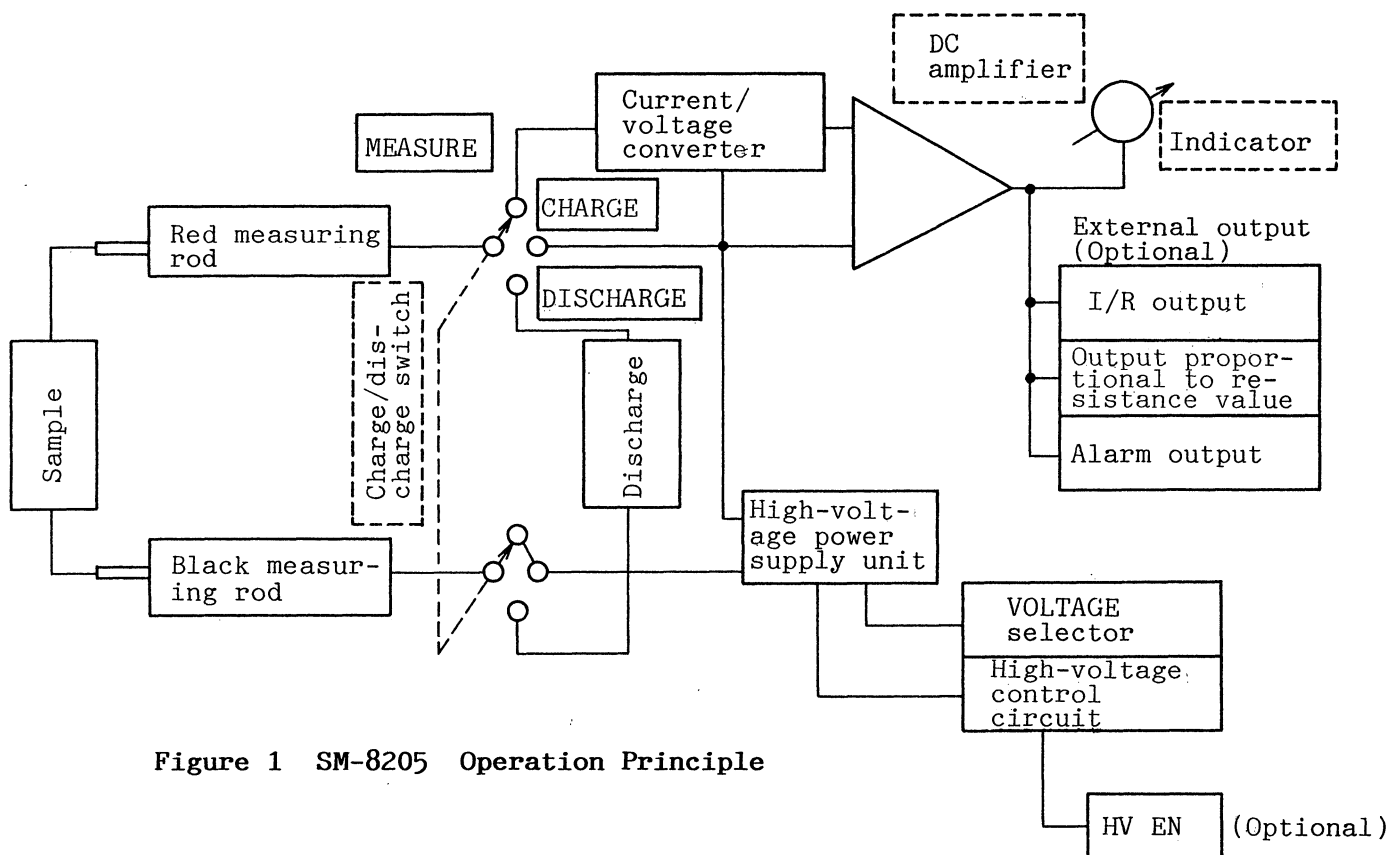 DC
amplifier
Current/
voltage
converter
MEASURE
Indicator
CHARGE
Red measuring
rod
External output
(Optional)
DISCHARGE
I/R output
Charge/dis-
charge switch
Output propor-
tional to re-
sistance value
Sample
Discharge
Alarm output
High-volt-
age power
supply unit
Black measur-
ing rod
VOLTAGE
selector
High-voltage
control
circuit
Figure 1 SM-8205 Operation Principle
HV EN
(Optional)